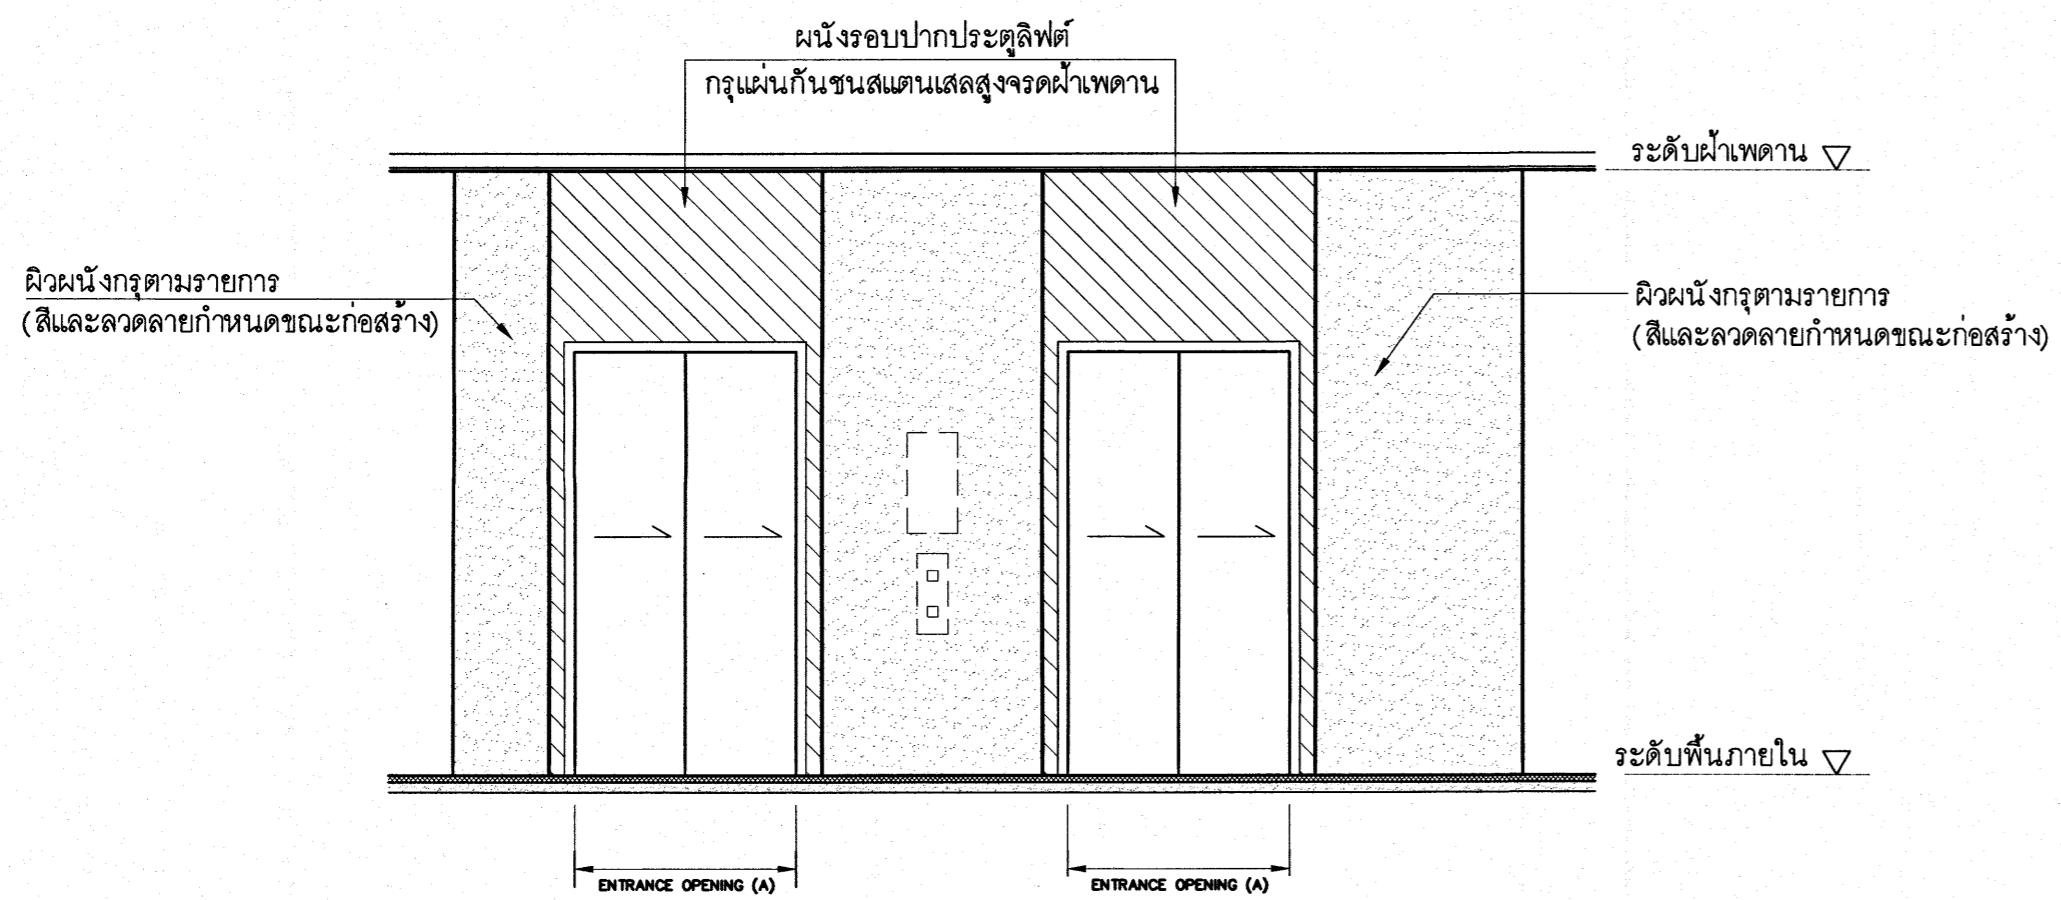 ผนังรอบปากประตูลิฟต์
กรุแผ่นกันชนสแตนเลสสูงจรดฝ้าเพดาน
ระดับฝ้าเพดาน
ผิวผนังกรุตามรายการ
(สีและลวดลายกำหนดขณะก่อสร้าง)
ผิวผนังกรุตามรายการ
(สีและลวดลายกำหนดขณะก่อสร้าง)
ระดับพื้นภายใน
ENTRANCE OPENING (A)
ENTRANCE OPENING (A)